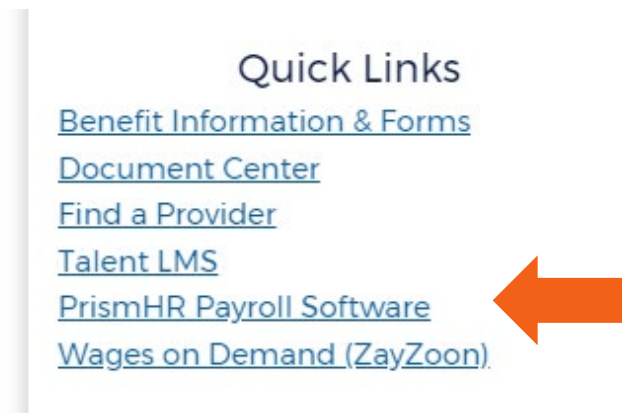 Quick Links
Benefit Information & Forms
Document Center
Find a Provider
Talent LMS
PrismHR Payroll Software
Wages on Demand (ZayZoon)